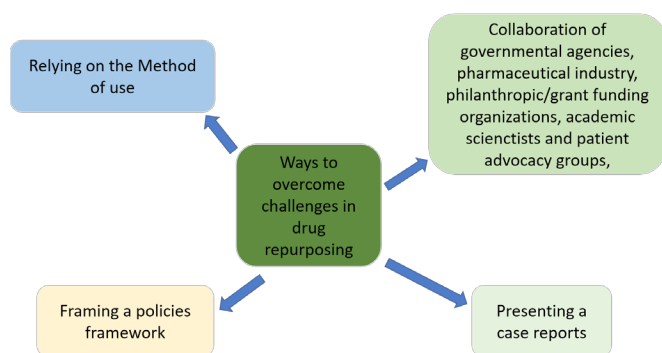 Relying on the Method
of use
Collaboration of
governmental agencies,
pharmaceutical industry,
philanthropic/grant funding
organizations, academic
scienctists and patient
advocacy groups,
Ways to
overcome
challenges in
drug
repurposing
Framing a policies
framework
Presenting a
case reports